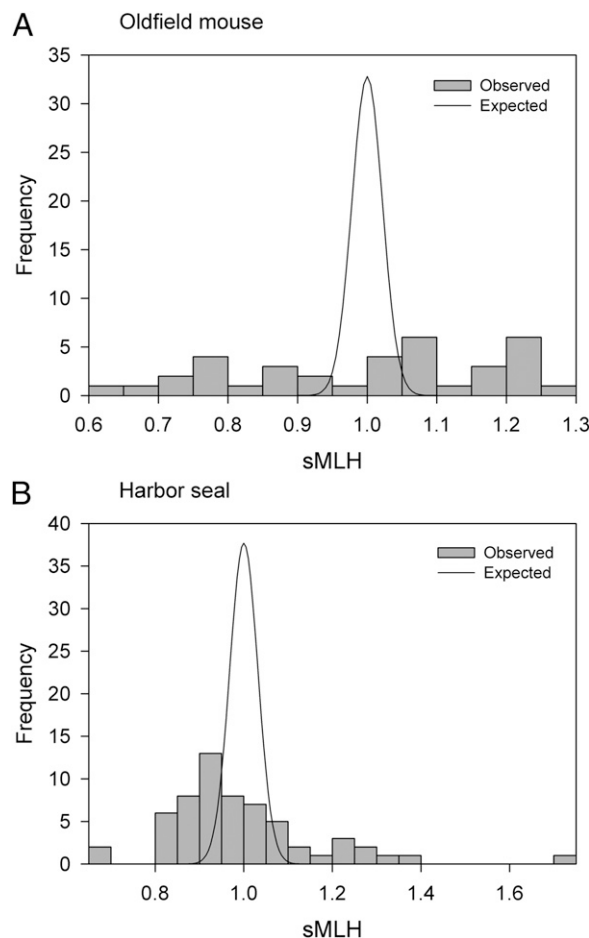 A
Oldfield mouse
35
30
25
20
15
10
5
0
Frequency
Observed
Expected
0.6 0.7 0.8 0.9 1.0 1.1 1.2 1.3
sMLH
B
Harbor seal
40
35
30
25
20
15
10
5
0
Frequency
Observed
Expected
0.8 1.0 1.2 1.4 1.6
sMLH